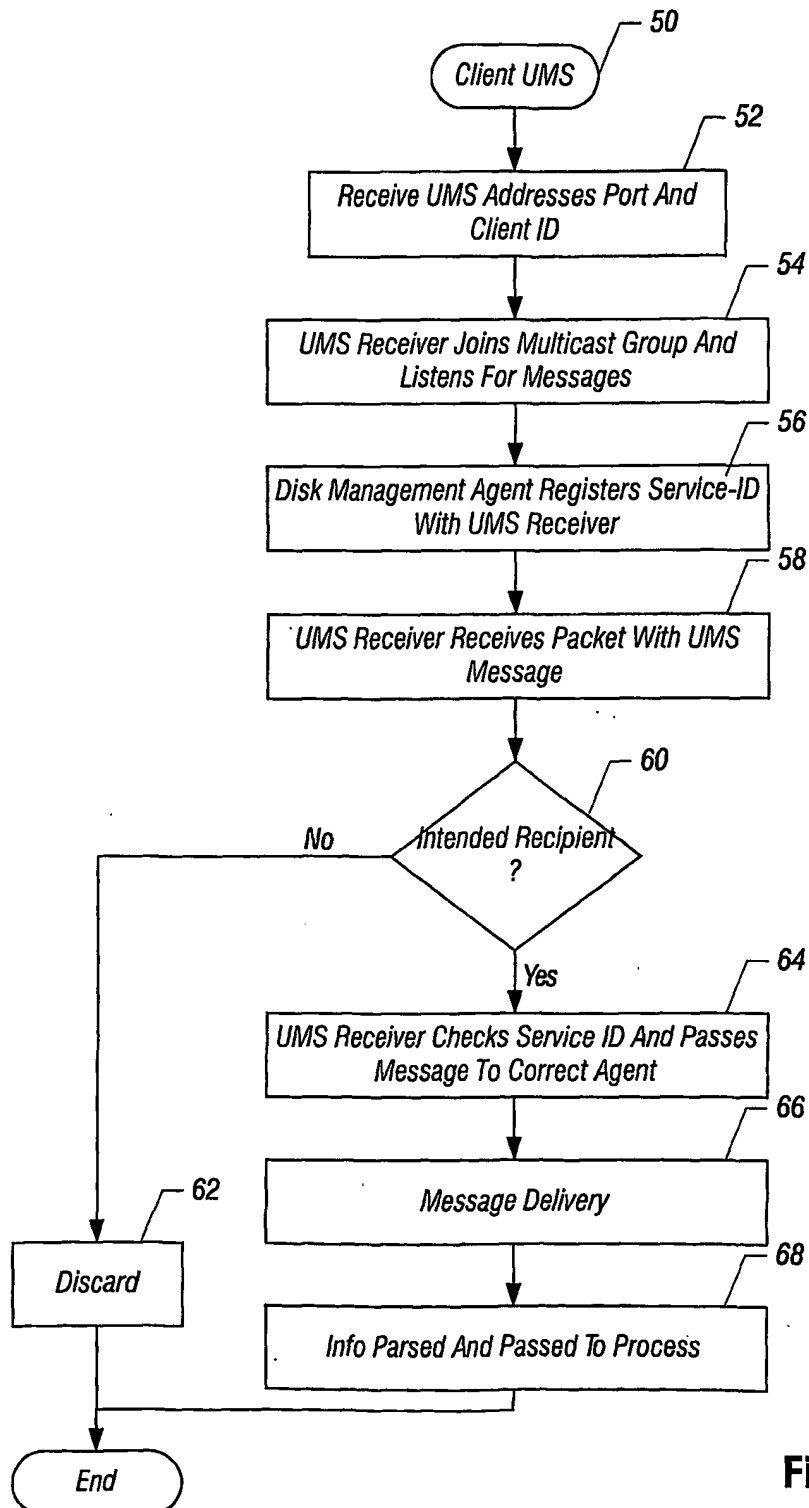 50
Client UMS
52
Receive UMS Addresses Port And
Client ID
54
UMS Receiver Joins Multicast Group And
Listens For Messages
56
Disk Management Agent Registers Service-ID
With UMS Receiver
58
UMS Receiver Receives Packet With UMS
Message
60
Intended Recipient
?
No
Yes
64
UMS Receiver Checks Service ID And Passes
Message To Correct Agent
66
Message Delivery
62
Discard
68
Info Parsed And Passed To Process
End